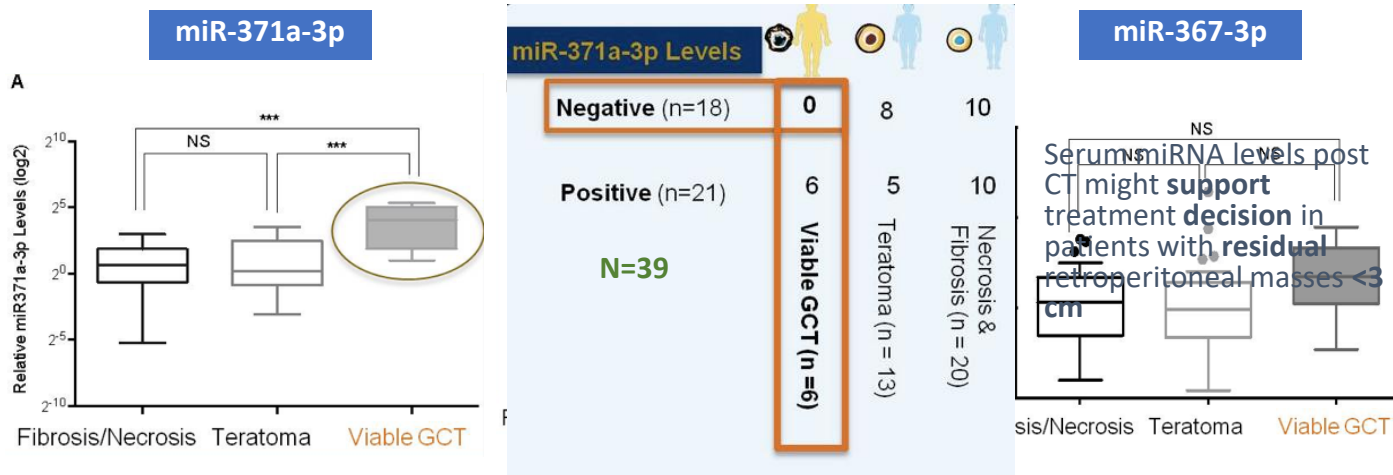 miR-371a-3p
A
***
NS
***
Relative miR371a-3p Levels (log2)
2^10
2^5
2^0
2^-5
2^-10
Fibrosis/Necrosis Teratoma Viable GCT
miR-371a-3p Levels
Negative (n=18) 0 8 10
Positive (n=21) 6 5 10
N=39
Viable GCT (n =6)
Teratoma (n = 13)
Necrosis &
Fibrosis (n = 20)
miR-367-3p
NS
NS NS
Serum miRNA levels post
CT might support
treatment decision in
patients with residual
retroperitoneal masses <3
cm
sis/Necrosis Teratoma Viable GCT